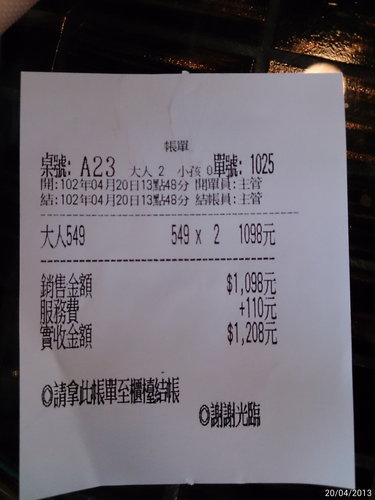 帳單
桌號: A23 大人 2 小孩 0 單號: 1025
開:102年04月20日13點48分 開單員:主管
結:102年04月20日13點48分 結帳員:主管
大人549 549 x 2 1098元
銷售金額 $1,098元
服務費 +110元
實收金額 $1,208元
◎請拿此帳單至櫃檯結帳
◎謝謝光臨
20/04/2013